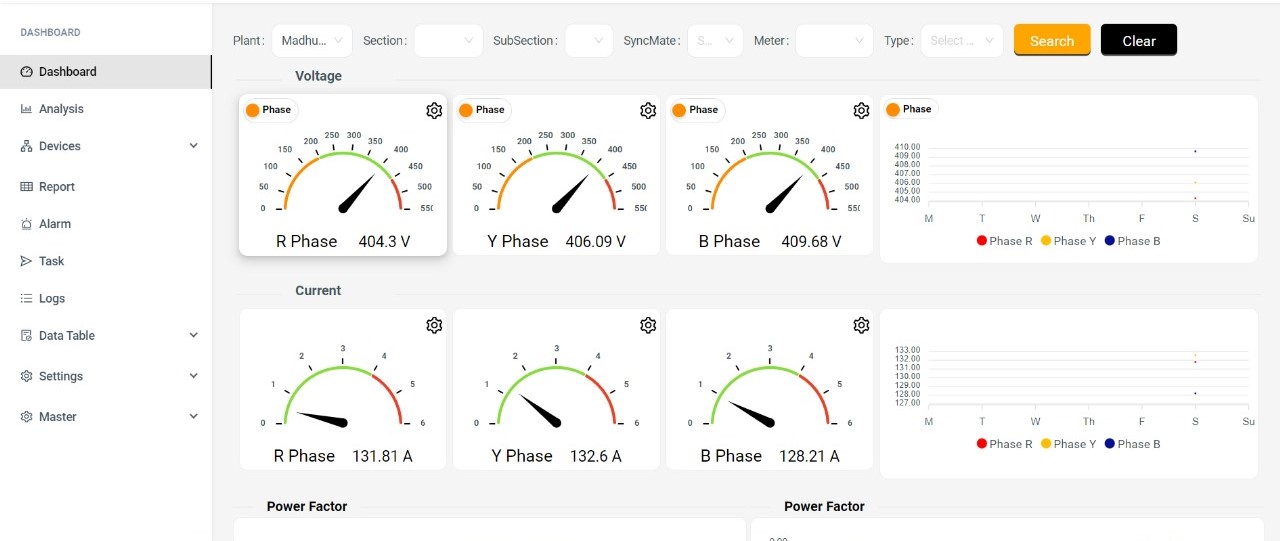 DASHBOARD
Dashboard
Analysis
Devices
Report
Alarm
Task
Logs
Data Table
Settings
Master
Plant: Madhu... Section: SubSection: SyncMate: S... Meter: Type: Select ... Search Clear
Voltage
Phase
0 50 100 150 200 250 300 350 400 450 500 550
R Phase 404.3 V
Phase
0 50 100 150 200 250 300 350 400 450 500 550
Y Phase 406.09 V
Phase
0 50 100 150 200 250 300 350 400 450 500 550
B Phase 409.68 V
Phase
410.00
409.00
408.00
407.00
406.00
405.00
404.00
M T W Th F S Su
Phase R Phase Y Phase B
Current
0 1 2 3 4 5 6
R Phase 131.81 A
0 1 2 3 4 5 6
Y Phase 132.6 A
0 1 2 3 4 5 6
B Phase 128.21 A
133.00
132.00
131.00
130.00
129.00
128.00
127.00
M T W Th F S Su
Phase R Phase Y Phase B
Power Factor
Power Factor